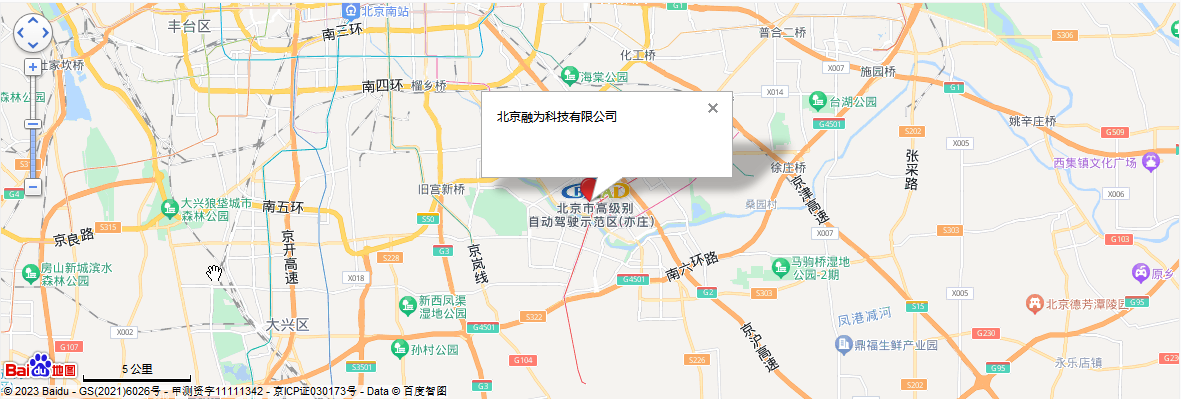 北京南站
丰台区
南三环
G1
普合二桥
S306
化工桥
杜家坎桥
X007
施园桥
海棠公园
南四环
榴乡桥
G1
X014
森林公园
台湖公园
北京融为科技有限公司
G4501
S202
姚辛庄桥
G509
X005
张采路
西集镇文化广场
徐庄桥
旧宫新桥
G4
X006
京津高速
大兴狼垡城市
森林公园
南五环
北京市高级别
自动驾驶示范区(亦庄)
桑园村
S50
S315
京良路
X007
S303
G103
京开高速
G3
京岚线
S228
南六环路
马驹桥湿地
公园-2期
房山新城滨水
森林公园
X018
G4501
原乡
G2
S303
X005
新西凤渠
湿地公园
G95
北京德芳潭陵园
S15
凤港减河
S322
大兴区
G4501
X002
京沪高速
G230
G107
孙村公园
鼎福生鲜产业园
G104
S226
永乐店镇
S3501
G95
Bai du 地图
5 公里
G3
S202
© 2023 Baidu - GS(2021)6026号 - 甲测资字11111342 - 京ICP证030173号 - Data © 百度智图